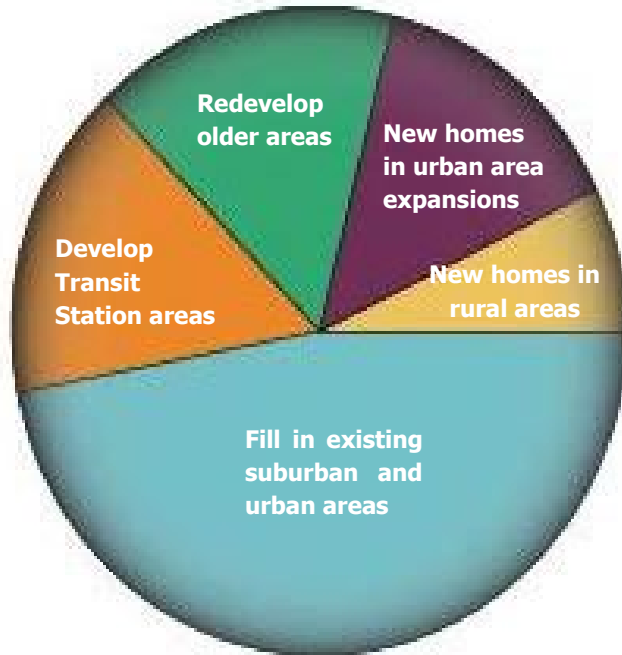 Redevelop
older areas
New homes
in urban area
expansions
Develop
Transit
Station areas
New homes in
rural areas
Fill in existing
suburban and
urban areas